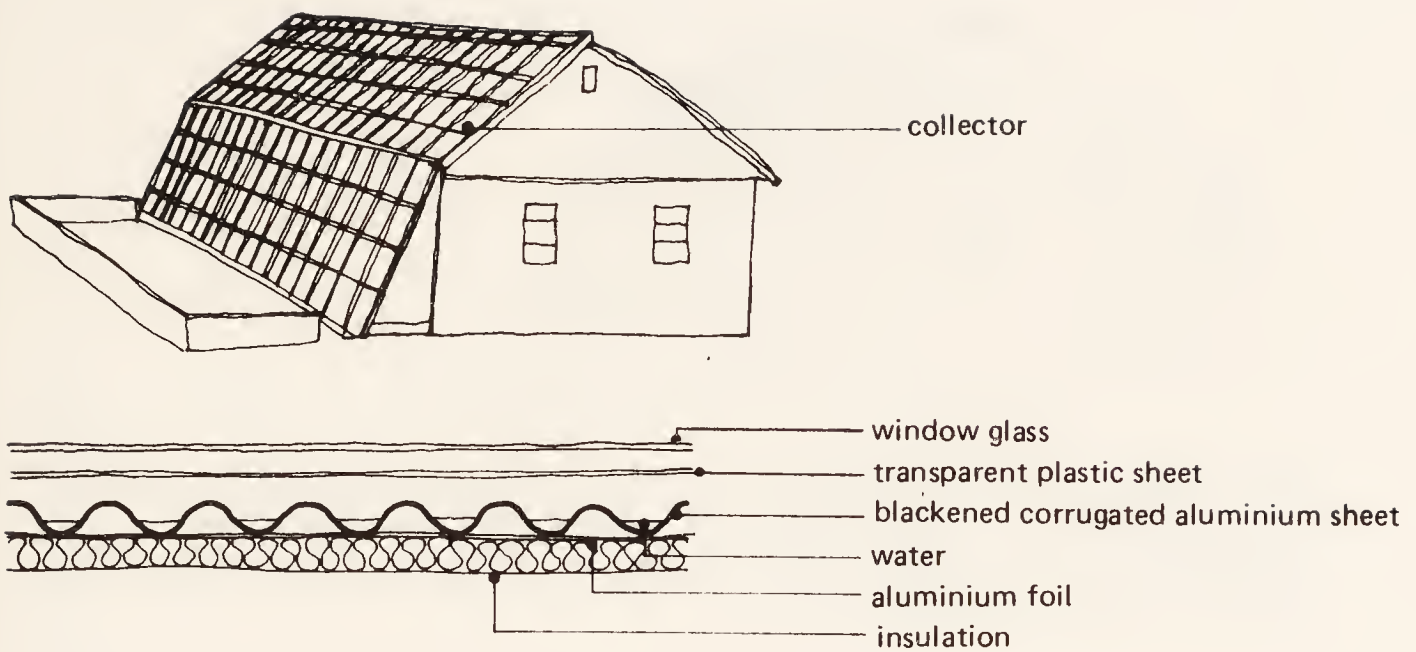 collector
window glass
transparent plastic sheet
blackened corrugated aluminium sheet
water
aluminium foil
insulation